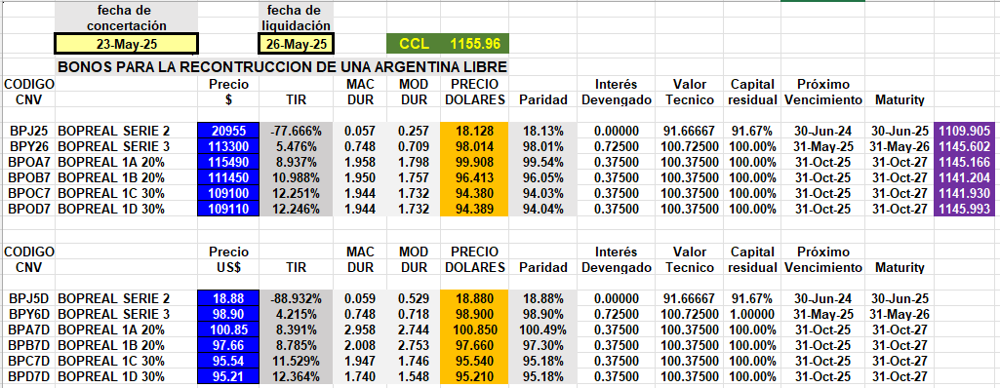 fecha de concertación fecha de liquidación
23-May-25 26-May-25 CCL 1155.96
BONOS PARA LA RECONTRUCCION DE UNA ARGENTINA LIBRE
CODIGO Precio MAC MOD PRECIO Interés Valor Capital Próximo
CNV $ TIR DUR DUR DOLARES Paridad Devengado Tecnico residual Vencimiento Maturity
BPJ25 BOPREAL SERIE 2 20955 -77.666% 0.057 0.257 18.128 18.13% 0.00000 91.66667 91.67% 30-Jun-24 30-Jun-25 1109.905
BPY26 BOPREAL SERIE 3 113300 5.476% 0.748 0.709 98.014 98.01% 0.72500 100.72500 100.00% 31-May-25 31-May-26 1145.602
BPOA7 BOPREAL 1A 20% 115490 8.937% 1.958 1.798 99.908 99.54% 0.37500 100.37500 100.00% 31-Oct-25 31-Oct-27 1145.166
BPOB7 BOPREAL 1B 20% 111450 10.988% 1.950 1.757 96.413 96.05% 0.37500 100.37500 100.00% 31-Oct-25 31-Oct-27 1141.204
BPOC7 BOPREAL 1C 30% 109100 12.251% 1.944 1.732 94.380 94.03% 0.37500 100.37500 100.00% 31-Oct-25 31-Oct-27 1141.930
BPOD7 BOPREAL 1D 30% 109110 12.246% 1.944 1.732 94.389 94.04% 0.37500 100.37500 100.00% 31-Oct-25 31-Oct-27 1145.993
CODIGO Precio MAC MOD PRECIO Interés Valor Capital Próximo
CNV US$ TIR DUR DUR DOLARES Paridad Devengado Tecnico residual Vencimiento Maturity
BPJ5D BOPREAL SERIE 2 18.88 -88.932% 0.059 0.529 18.880 18.88% 0.00000 91.66667 91.67% 30-Jun-24 30-Jun-25
BPY6D BOPREAL SERIE 3 98.90 4.215% 0.748 0.718 98.900 98.90% 0.72500 100.72500 1.00000 31-May-25 31-May-26
BPA7D BOPREAL 1A 20% 100.85 8.391% 2.958 2.744 100.850 100.49% 0.37500 100.37500 100.00% 31-Oct-25 31-Oct-27
BPB7D BOPREAL 1B 20% 97.66 8.785% 2.008 2.753 97.660 97.30% 0.37500 100.37500 100.00% 31-Oct-25 31-Oct-27
BPC7D BOPREAL 1C 30% 95.54 11.529% 1.947 1.746 95.540 95.18% 0.37500 100.37500 100.00% 31-Oct-25 31-Oct-27
BPD7D BOPREAL 1D 30% 95.21 12.364% 1.740 1.548 95.210 95.18% 0.37500 100.37500 100.00% 31-Oct-25 31-Oct-27